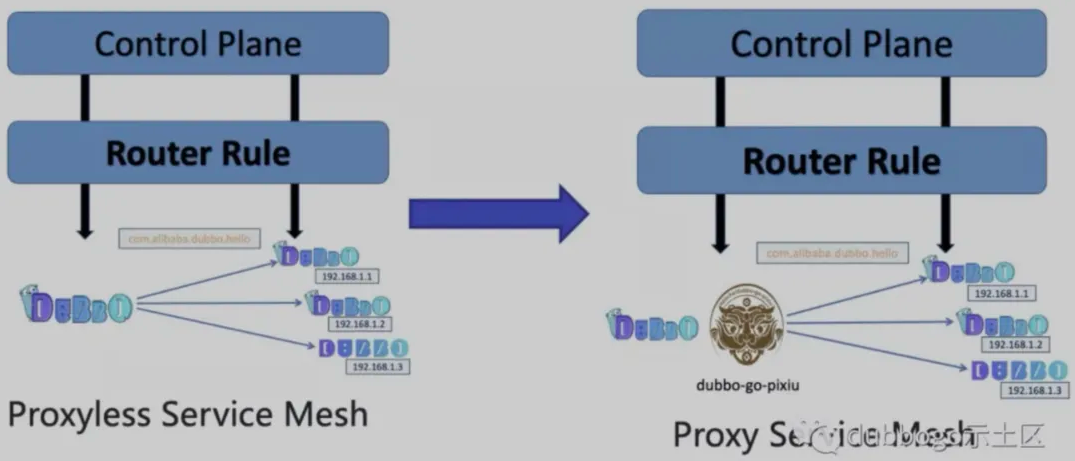 Control Plane
Router Rule
com.alibaba.dubbo.hello
DUBBO
DUBBO
192.168.1.1
DUBBO
192.168.1.2
DUBBO
192.168.1.3
Proxyless Service Mesh
Control Plane
Router Rule
com.alibaba.dubbo.hello
DUBBO
dubbo-go-pixiu
DUBBO
192.168.1.1
DUBBO
192.168.1.2
DUBBO
192.168.1.3
Proxy Service Mesh
dubbogo示土区